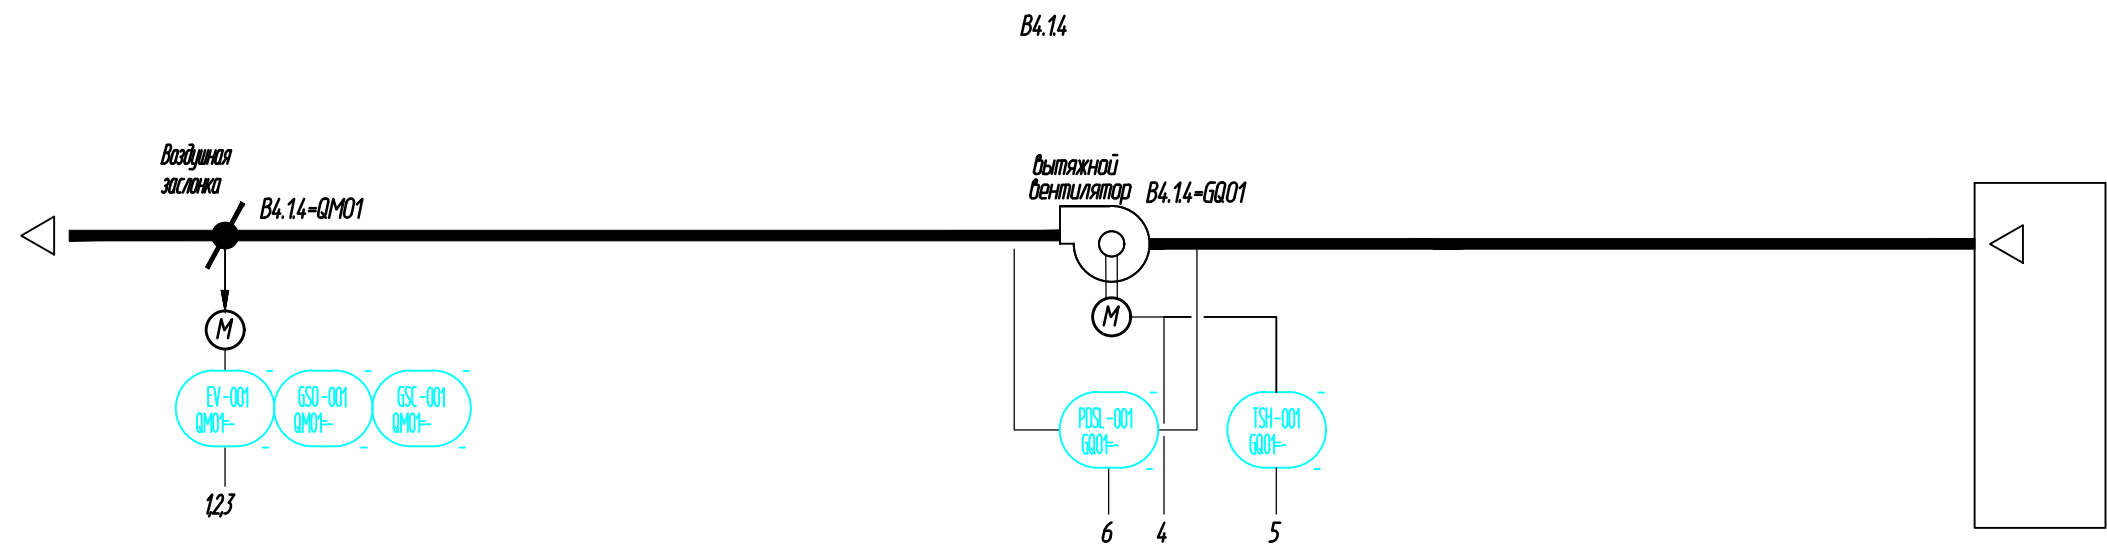 В4.1.4
Воздушная
заслонка
В4.1.4=QM01
вытяжной
вентилятор
В4.1.4=GQ01
M
M
EV-001
QM01=-
GSO-001
QM01=-
GSC-001
QM01=-
PDSL-001
GQ01=-
TSH-001
GQ01=-
1,2,3
6
4
5